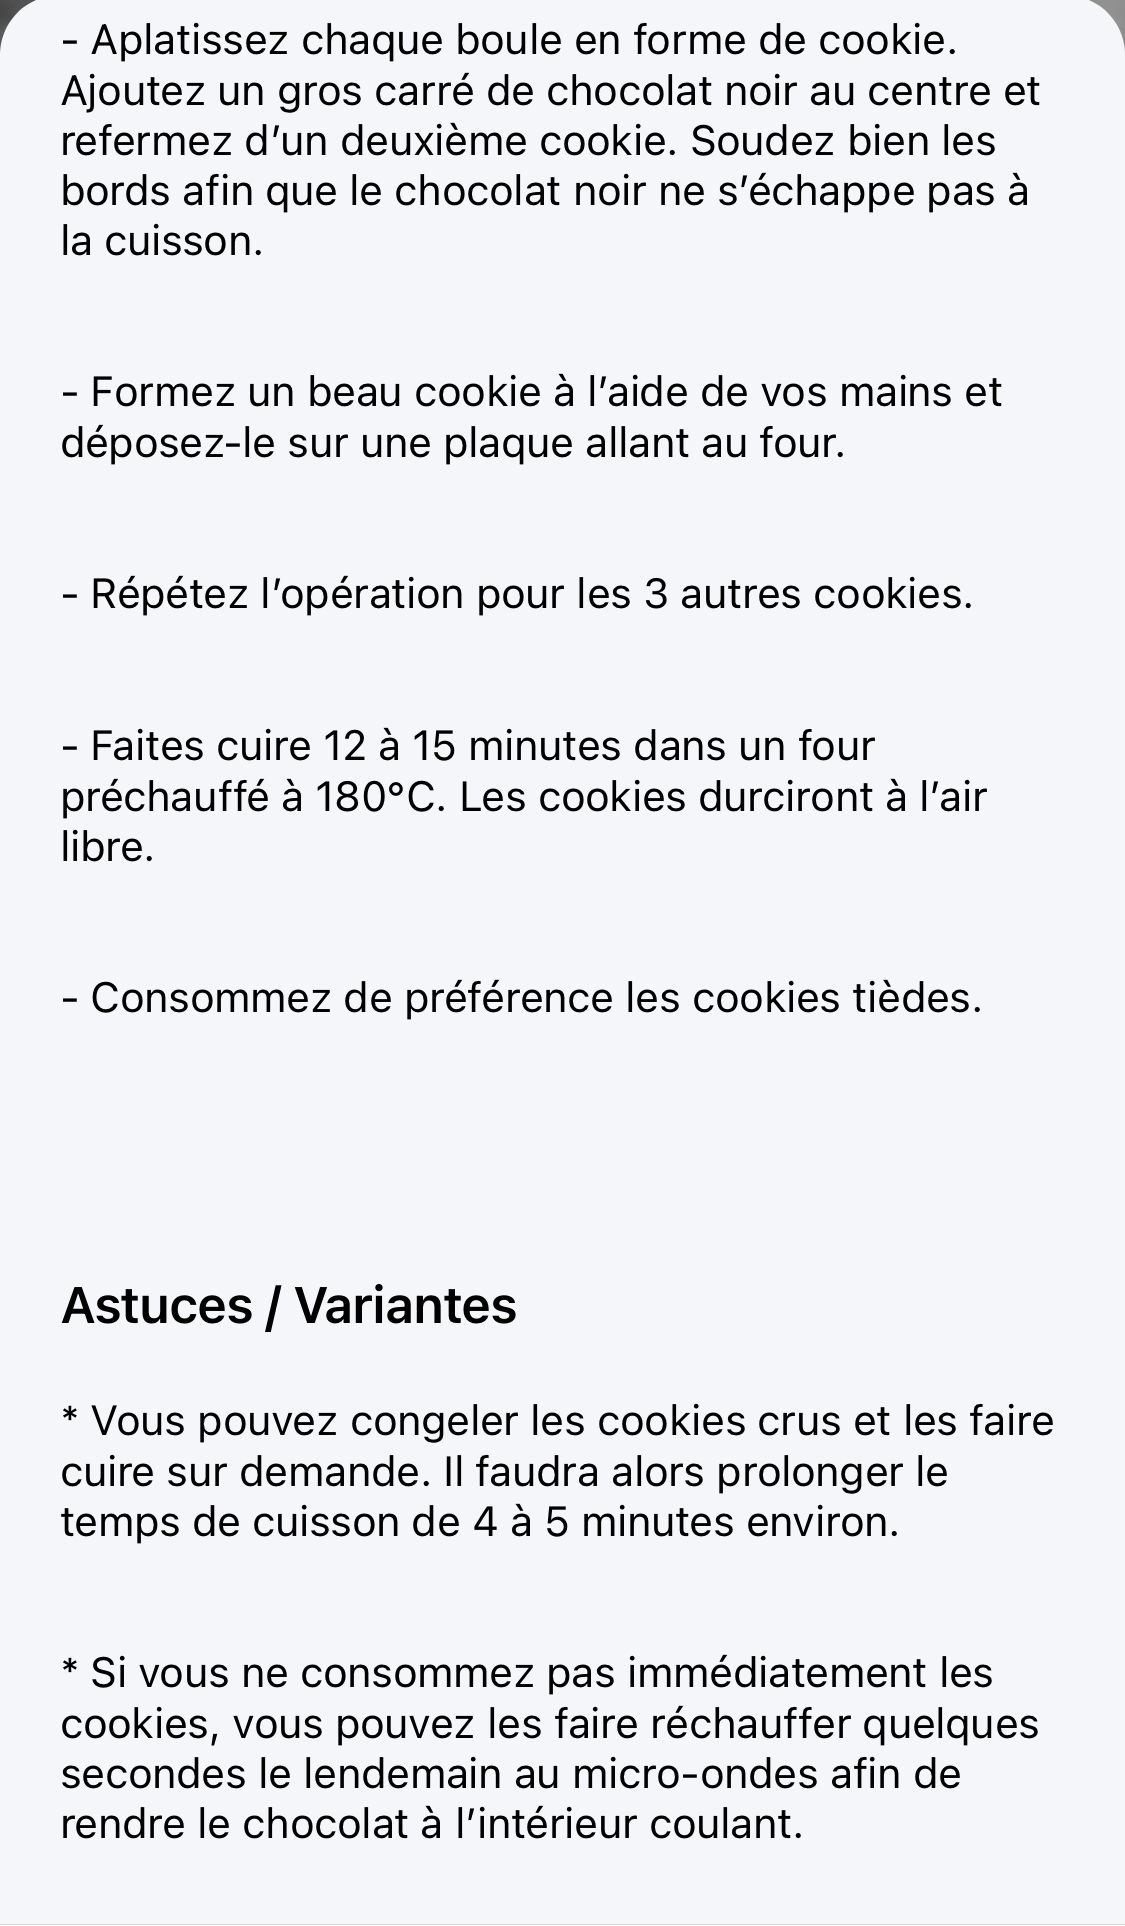 - Aplatissez chaque boule en forme de cookie.
Ajoutez un gros carré de chocolat noir au centre et
refermez d’un deuxième cookie. Soudez bien les
bords afin que le chocolat noir ne s’échappe pas à
la cuisson.
- Formez un beau cookie à l’aide de vos mains et
déposez-le sur une plaque allant au four.
- Répétez l’opération pour les 3 autres cookies.
- Faites cuire 12 à 15 minutes dans un four
préchauffé à 180°C. Les cookies durciront à l’air
libre.
- Consommez de préférence les cookies tièdes.
Astuces / Variantes
* Vous pouvez congeler les cookies crus et les faire
cuire sur demande. Il faudra alors prolonger le
temps de cuisson de 4 à 5 minutes environ.
* Si vous ne consommez pas immédiatement les
cookies, vous pouvez les faire réchauffer quelques
secondes le lendemain au micro-ondes afin de
rendre le chocolat à l’intérieur coulant.